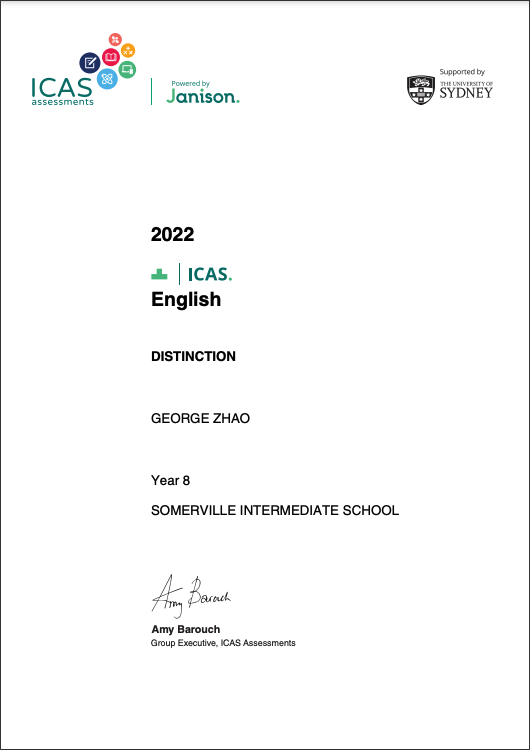 ICAS
assessments
Powered by
Janison.
Supported by
THE UNIVERSITY OF
SYDNEY
2022
ICAS.
English
DISTINCTION
GEORGE ZHAO
Year 8
SOMERVILLE INTERMEDIATE SCHOOL
Amy Barouch
Amy Barouch
Group Executive, ICAS Assessments